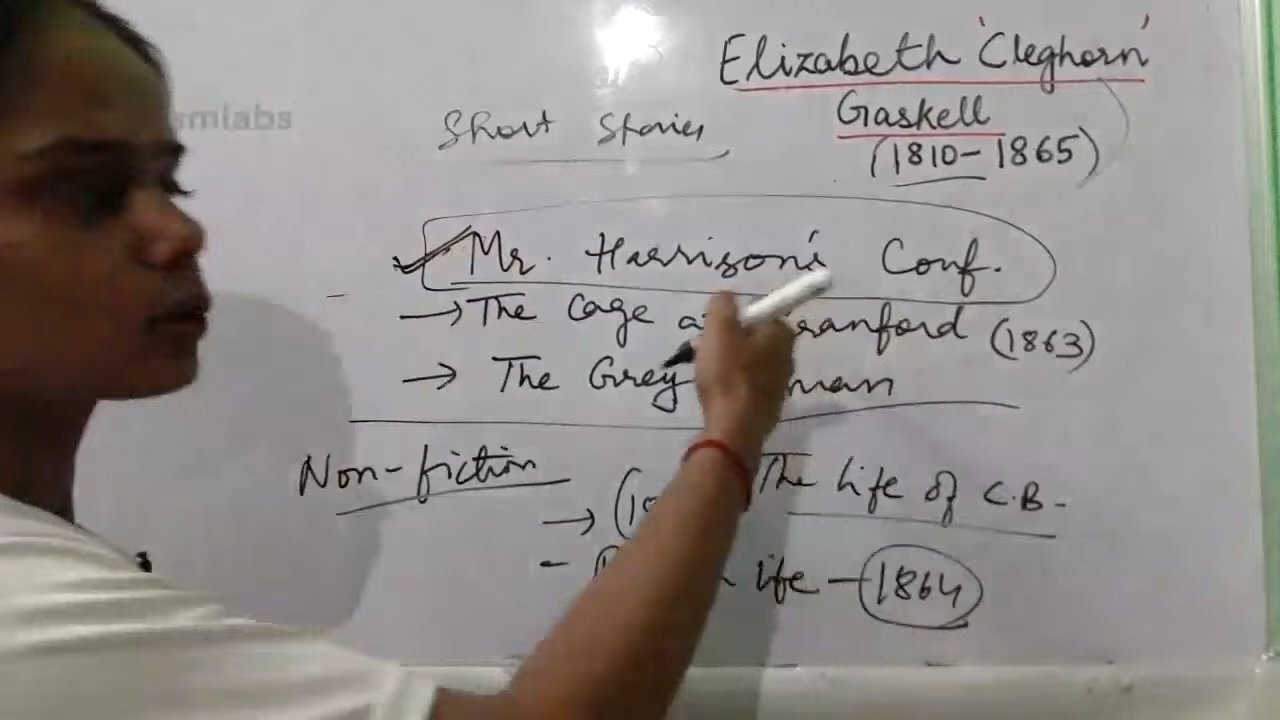 smlabs
Elizabeth 'Cleghorn'
Gaskell
(1810-1865)
Short Stories
Mr. Harrison's Conf.
→ The Cage (1863)
→ The Grey
Non-fiction
→ The life of C.B.
- life - 1864